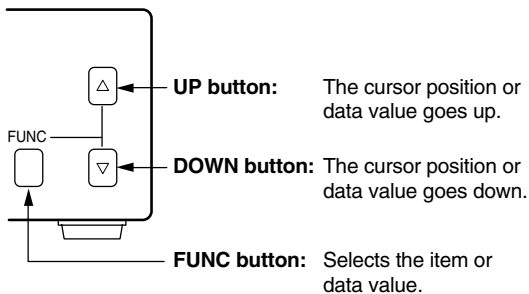 UP button: The cursor position or
data value goes up.
FUNC
DOWN button: The cursor position or
data value goes down.
FUNC button: Selects the item or
data value.